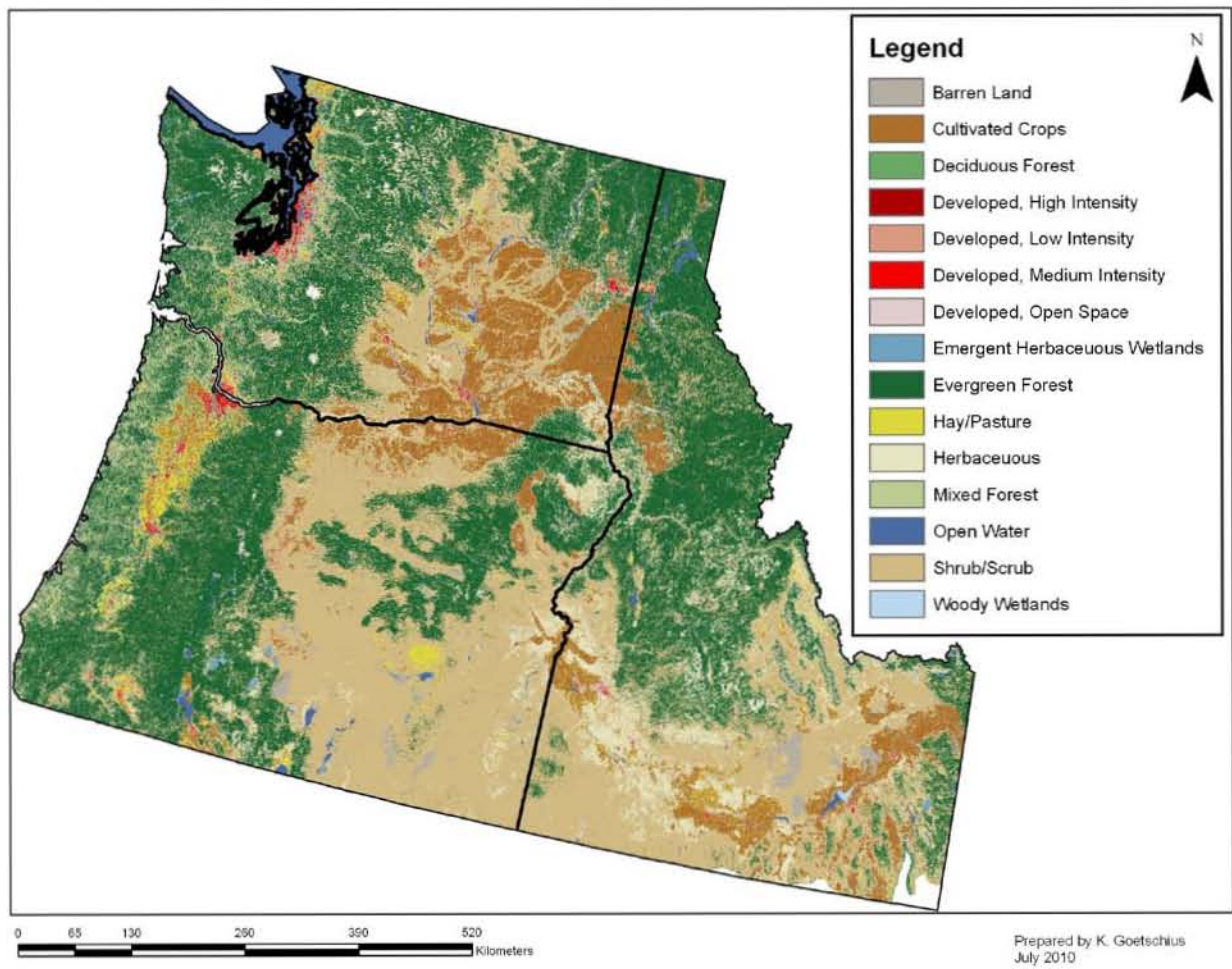 Legend
N
Barren Land
Cultivated Crops
Deciduous Forest
Developed, High Intensity
Developed, Low Intensity
Developed, Medium Intensity
Developed, Open Space
Emergent Herbaceuous Wetlands
Evergreen Forest
Hay/Pasture
Herbaceuous
Mixed Forest
Open Water
Shrub/Scrub
Woody Wetlands
0 65 130 260 390 520
Kilometers
Prepared by K. Goetschius
July 2010